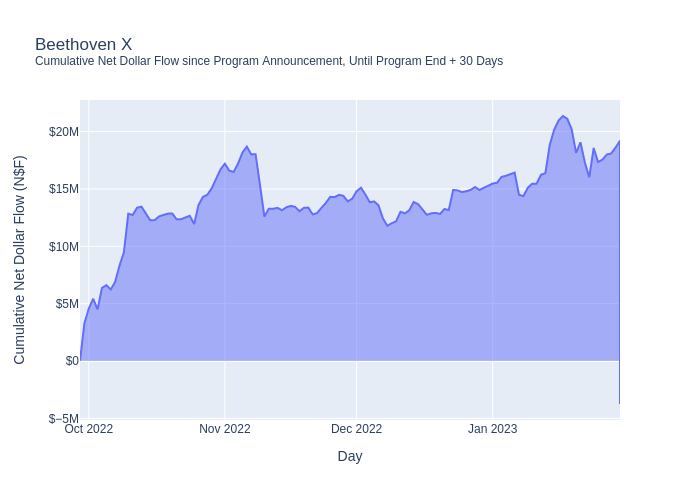 Beethoven X
Cumulative Net Dollar Flow since Program Announcement, Until Program End + 30 Days
Cumulative Net Dollar Flow (N$F)
$20M
$15M
$10M
$5M
$0
$−5M
Oct 2022
Nov 2022
Dec 2022
Jan 2023
Day